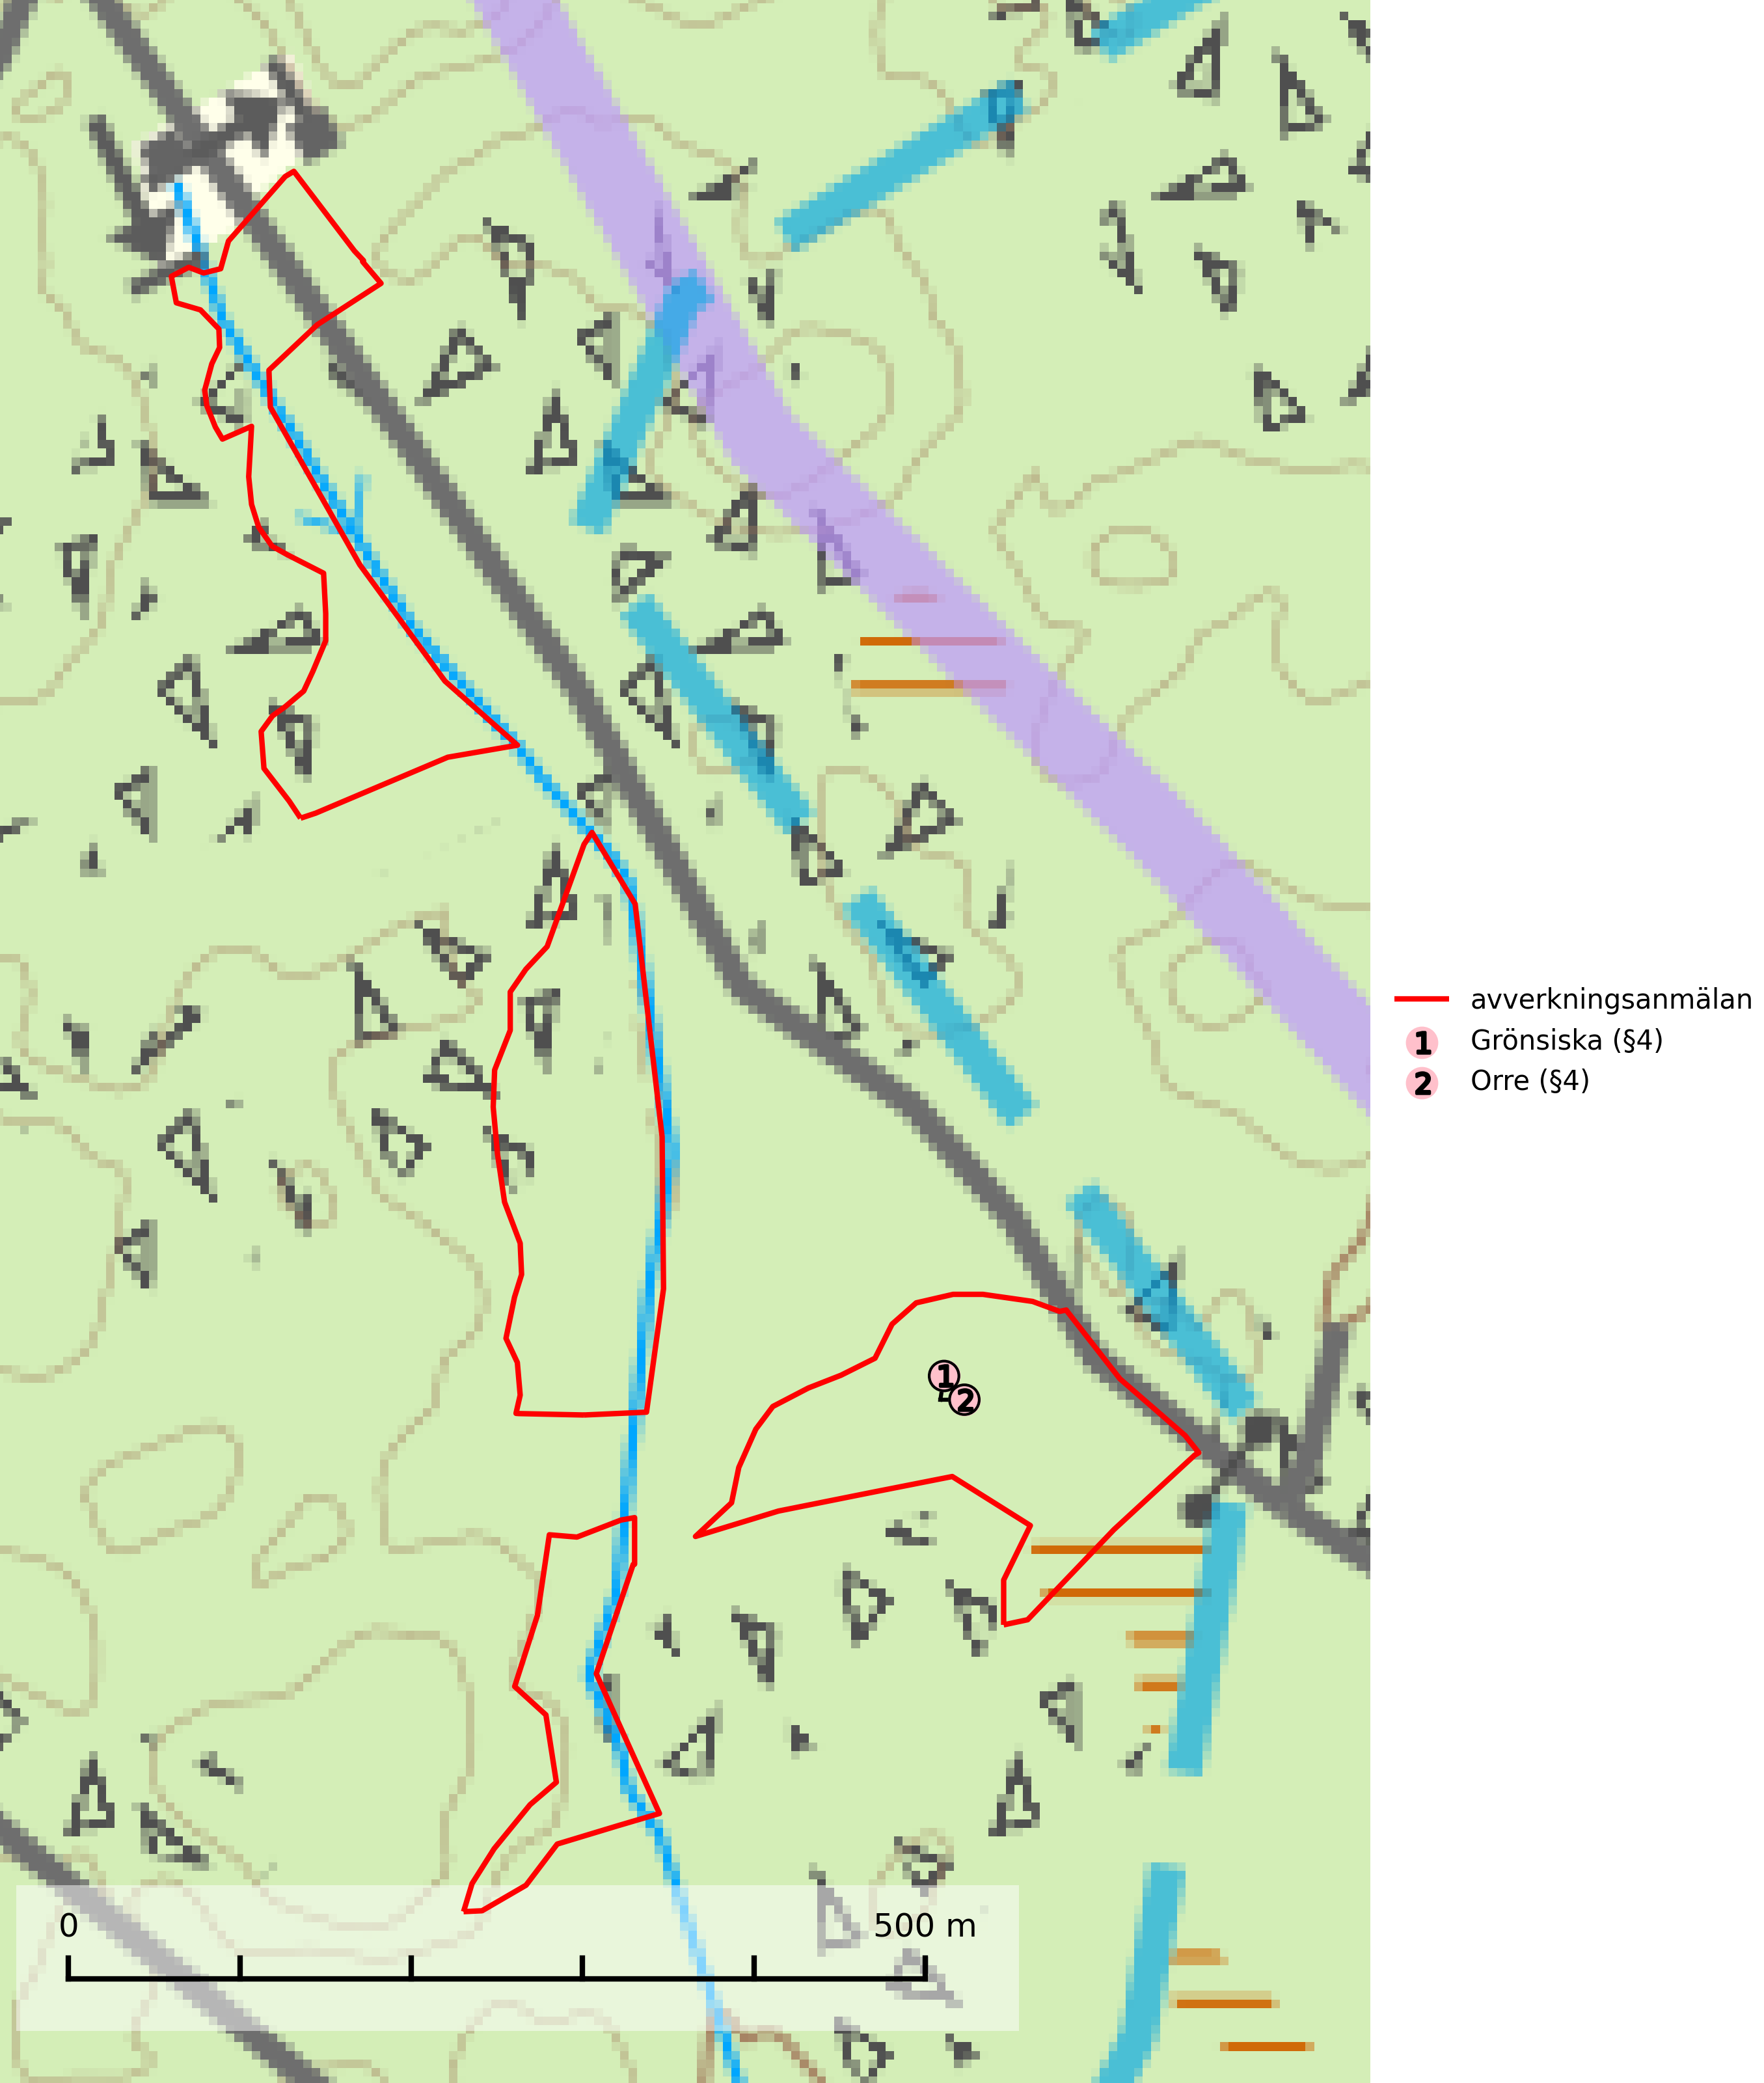 avverkningsanmälan
1 Grönsiska (§4)
2 Orre (§4)
1
2
0 500 m